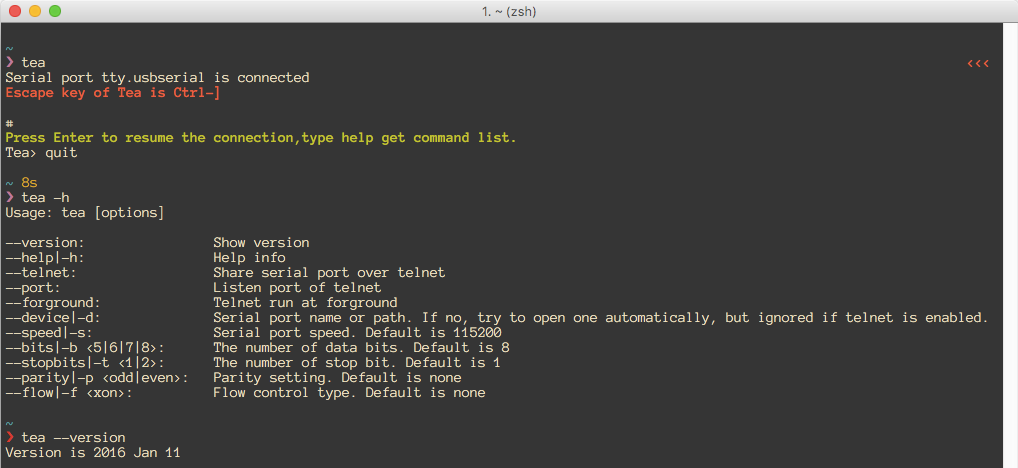 1. ~ (zsh)
~
❯ tea <<<
Serial port tty.usbserial is connected
Escape key of Tea is Ctrl-]
#
Press Enter to resume the connection,type help get command list.
Tea> quit
~ 8s
❯ tea -h
Usage: tea [options]
--version: Show version
--help|-h: Help info
--telnet: Share serial port over telnet
--port: Listen port of telnet
--forground: Telnet run at forground
--device|-d: Serial port name or path. If no, try to open one automatically, but ignored if telnet is enabled.
--speed|-s: Serial port speed. Default is 115200
--bits|-b <5|6|7|8>: The number of data bits. Default is 8
--stopbits|-t <1|2>: The number of stop bit. Default is 1
--parity|-p <odd|even>: Parity setting. Default is none
--flow|-f <xon>: Flow control type. Default is none
~
❯ tea --version
Version is 2016 Jan 11